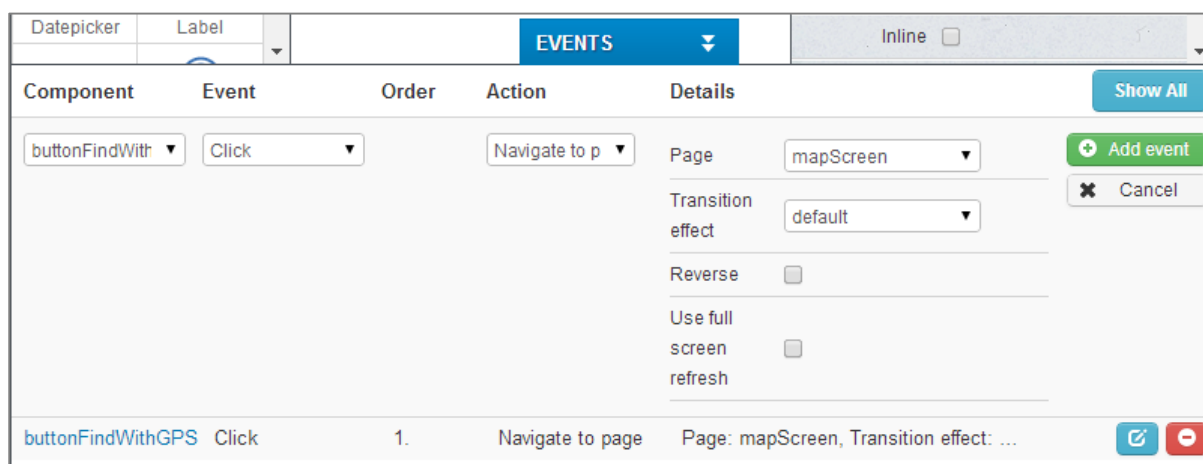 Datepicker Label
EVENTS
Inline
Component Event Order Action Details Show All
buttonFindWith Click Navigate to p Page mapScreen Add event
Cancel
Transition
effect
default
Reverse
Use full
screen
refresh
buttonFindWithGPS Click 1. Navigate to page Page: mapScreen, Transition effect: ...